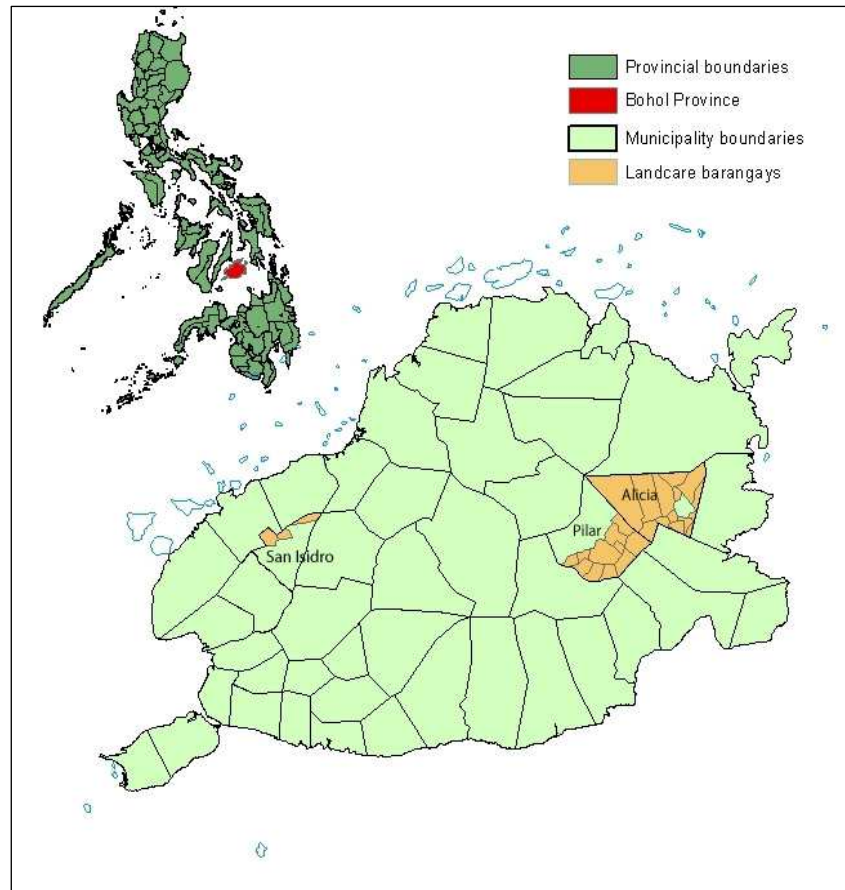 Provincial boundaries
Bohol Province
Municipality boundaries
Landcare barangays
Alicia
Pilar
San Isidro